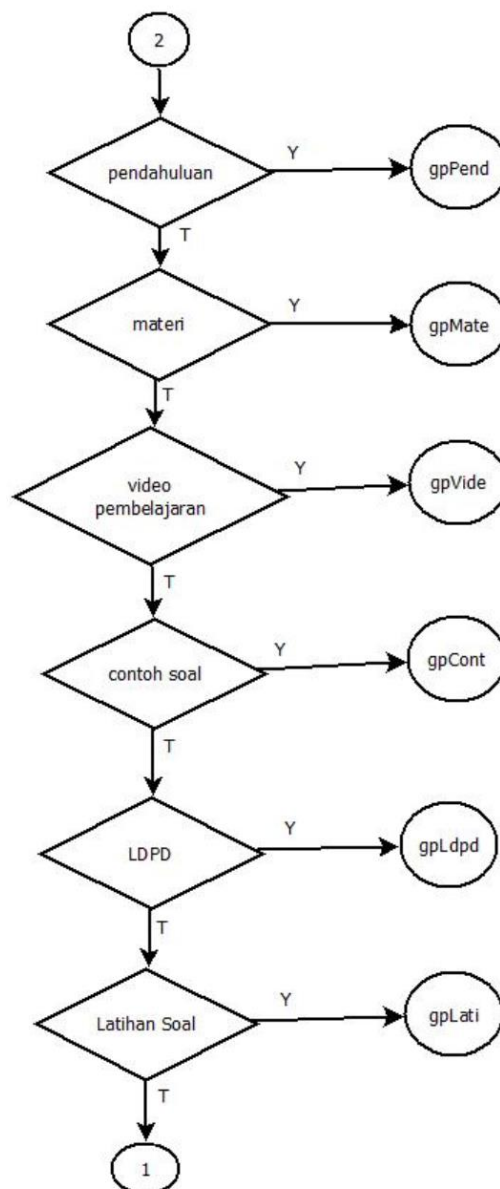 2
pendahuluan
Y
gpPend
T
materi
Y
gpMate
T
video
pembelajaran
Y
gpVide
T
contoh soal
Y
gpCont
T
LDPD
Y
gpLdpd
T
Latihan Soal
Y
gpLati
T
1